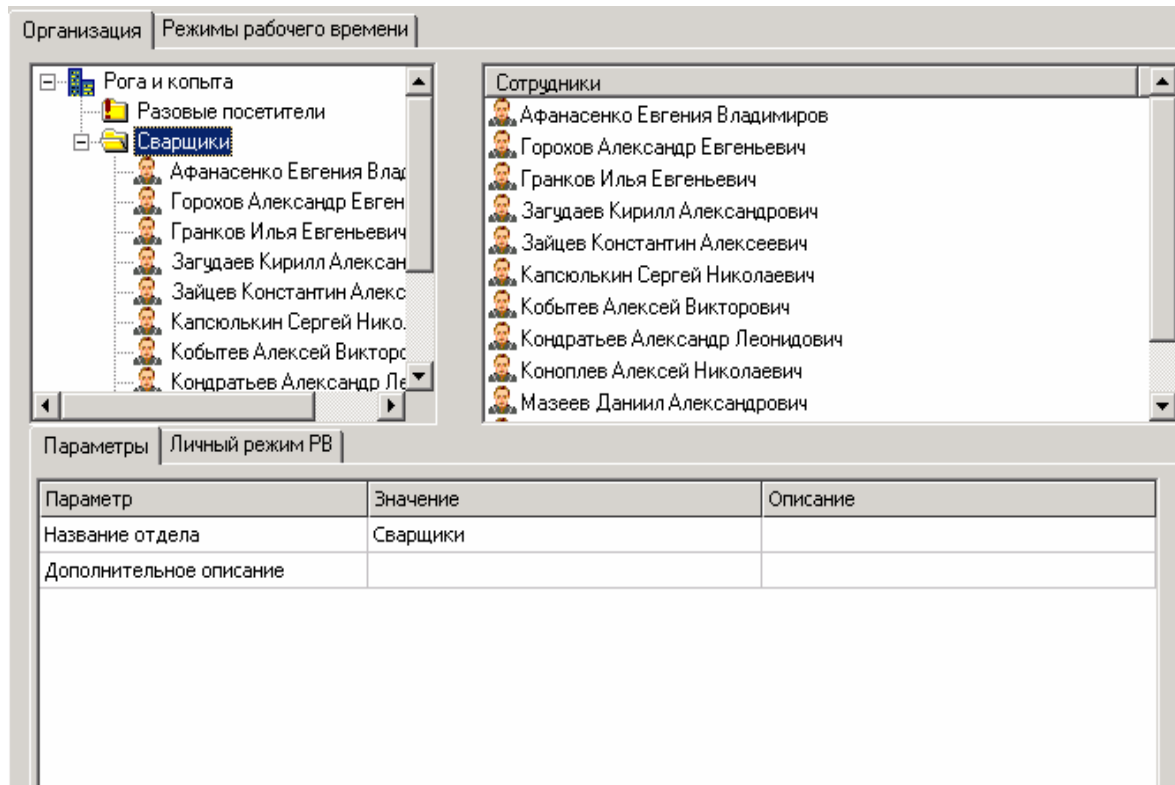 Организация Режимы рабочего времени
Рога и копыта
Разовые посетители
Сварщики
Афанасенко Евгения Влад
Горохов Александр Евген
Гранков Илья Евгеньевич
Загудаев Кирилл Алексан
Зайцев Константин Алекс
Капсюлькин Сергей Нико.
Кобытев Алексей Викторо
Кондратьев Александр Ле
Сотрудники
Афанасенко Евгения Владимиров
Горохов Александр Евгеньевич
Гранков Илья Евгеньевич
Загудаев Кирилл Александрович
Зайцев Константин Алексеевич
Капсюлькин Сергей Николаевич
Кобытев Алексей Викторович
Кондратьев Александр Леонидович
Коноплев Алексей Николаевич
Мазеев Даниил Александрович
Параметры Личный режим РВ
Параметр Значение Описание
Название отдела Сварщики
Дополнительное описание